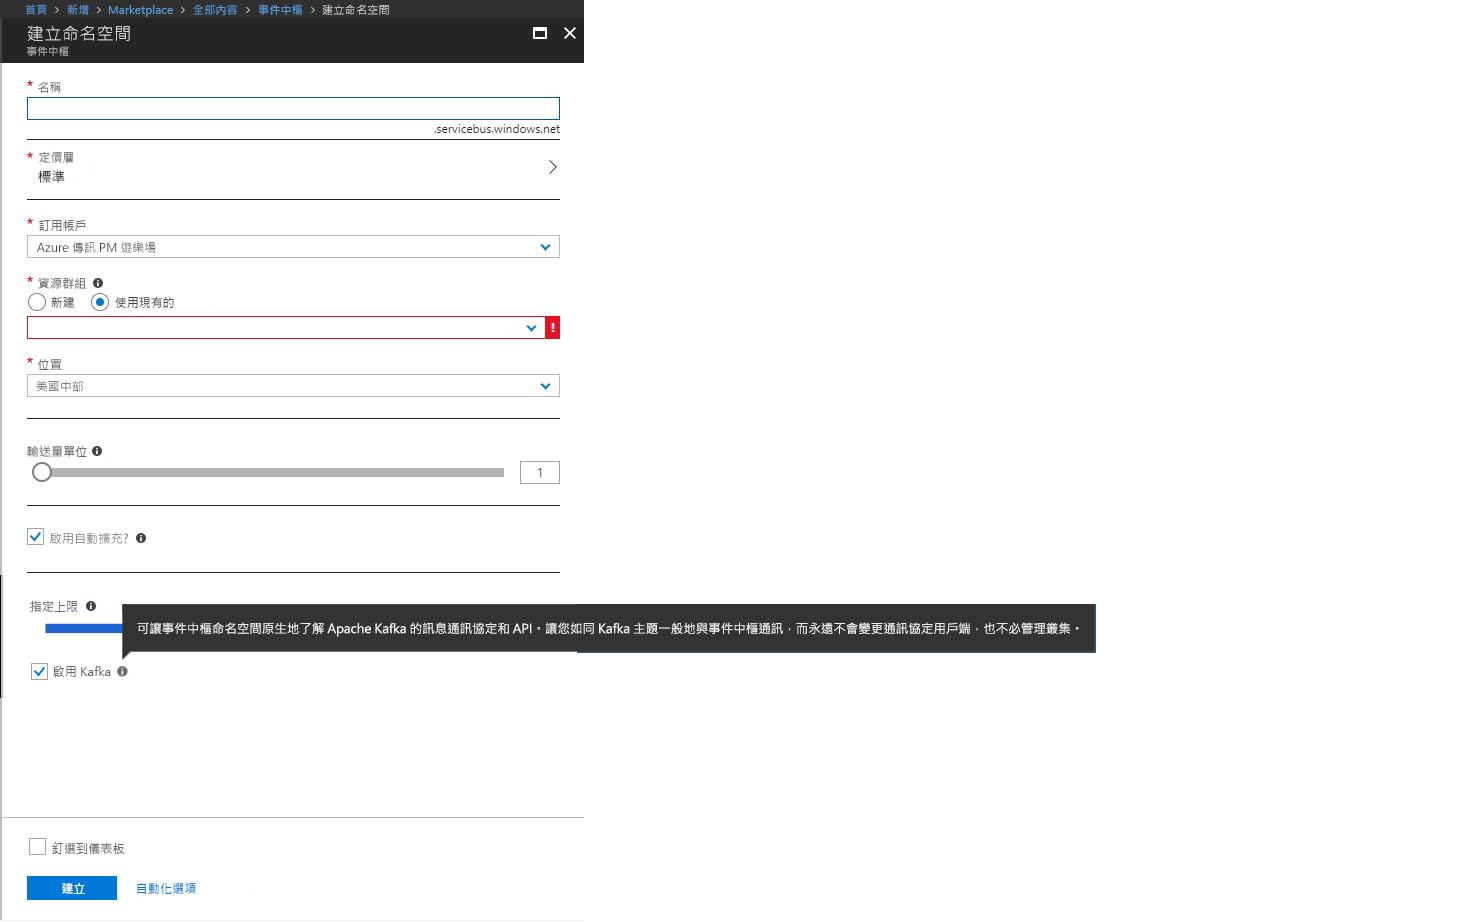 首頁 > 新增 > Marketplace > 全部內容 > 事件中樞 > 建立命名空間
建立命名空間
事件中樞
* 名稱
.servicebus.windows.net
* 定價層
標準
* 訂用帳戶
Azure 傳訊 PM 遊樂場
* 資源群組
新建 使用現有的
* 位置
美國中部
輸送量單位
1
啟用自動擴充?
指定上限
可讓事件中樞命名空間原生地了解 Apache Kafka 的訊息通訊協定和 API。讓您如同 Kafka 主題一般地與事件中樞通訊，而永遠不會變更通訊協定用戶端，也不必管理叢集。
啟用 Kafka
釘選到儀表板
建立 自動化選項